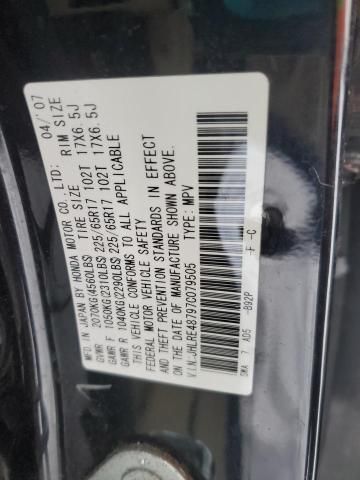 MFD. IN JAPAN BY HONDA MOTOR CO., LTD. 04/'07
TIRE SIZE RIM SIZE
GVWR 2070KG(4560LBS)
GAWR F 1050KG(2310LBS) 225/65R17 102T 17X6.5J
GAWR R 1040KG(2290LBS) 225/65R17 102T 17X6.5J
THIS VEHICLE CONFORMS TO ALL APPLICABLE
FEDERAL MOTOR VEHICLE SAFETY
AND THEFT PREVENTION STANDARDS IN EFFECT
ON THE DATE OF MANUFACTURE SHOWN ABOVE.
V.I.N:JHLRE48797C079505 TYPE: MPV
SWA 7 AD5 -B92P -F -C